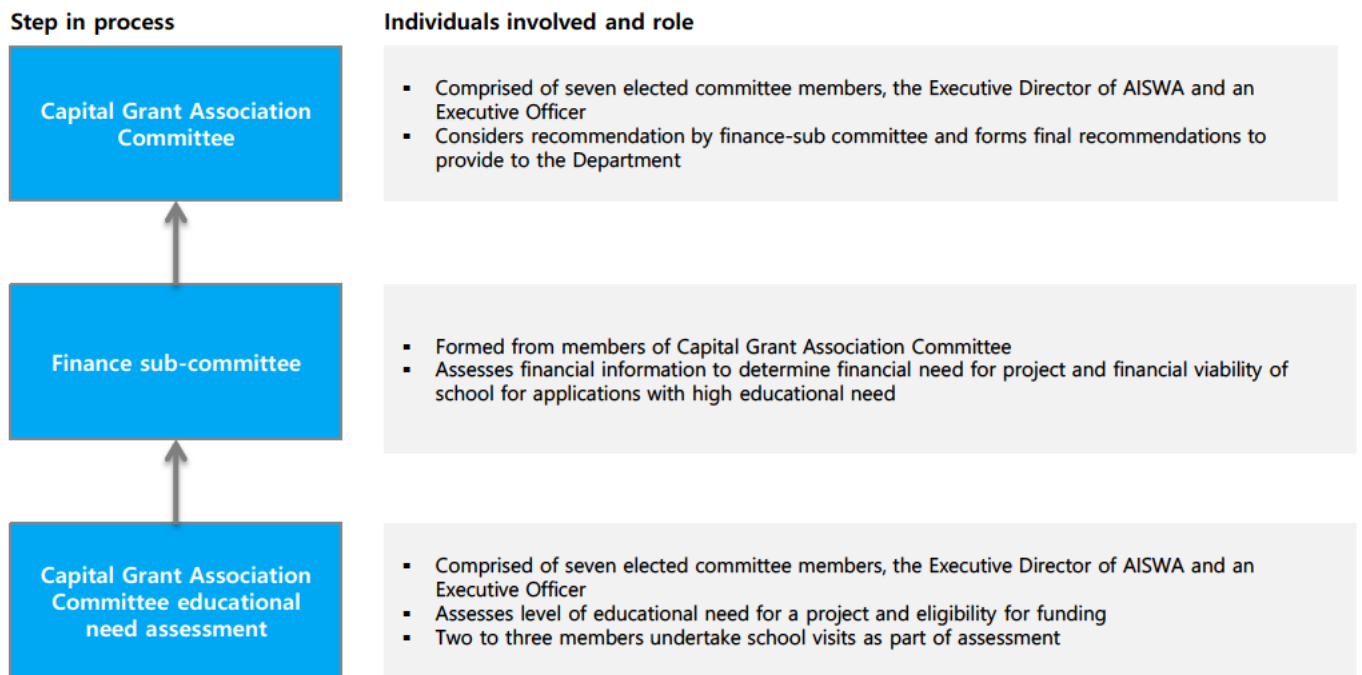 Step in process
Individuals involved and role
Capital Grant Association
Committee
▪ Comprised of seven elected committee members, the Executive Director of AISWA and an
Executive Officer
▪ Considers recommendation by finance-sub committee and forms final recommendations to
provide to the Department
Finance sub-committee
▪ Formed from members of Capital Grant Association Committee
▪ Assesses financial information to determine financial need for project and financial viability of
school for applications with high educational need
Capital Grant Association
Committee educational
need assessment
▪ Comprised of seven elected committee members, the Executive Director of AISWA and an
Executive Officer
▪ Assesses level of educational need for a project and eligibility for funding
▪ Two to three members undertake school visits as part of assessment